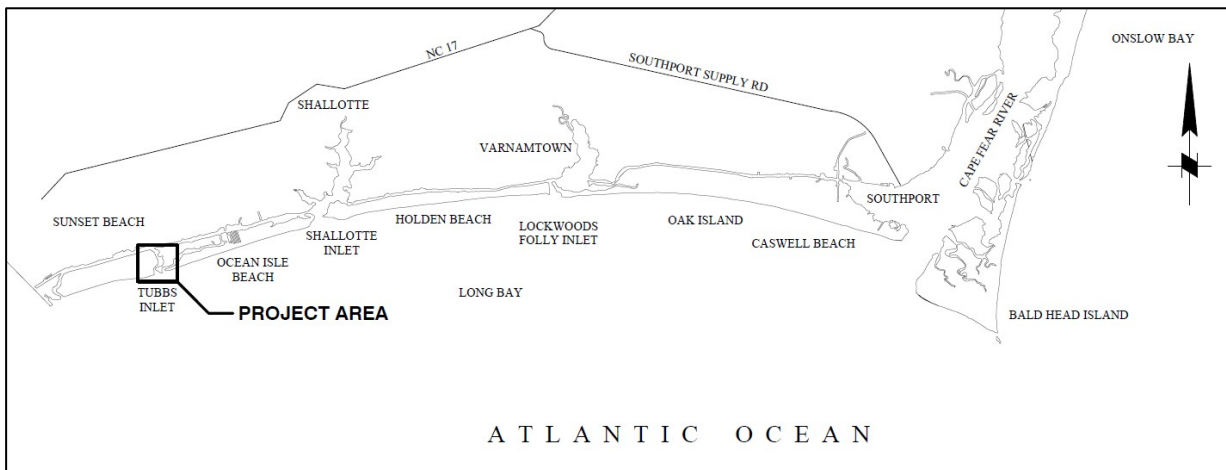 ONSLOW BAY
NC 17
SOUTHPORT SUPPLY RD
SHALLOTTE
CAPE FEAR RIVER
VARNAMTOWN
SOUTHPORT
SUNSET BEACH
HOLDEN BEACH
LOCKWOODS
FOLLY INLET
OAK ISLAND
SHALLOTTE
INLET
CASWELL BEACH
OCEAN ISLE
BEACH
TUBBS
INLET
LONG BAY
PROJECT AREA
BALD HEAD ISLAND
ATLANTIC OCEAN